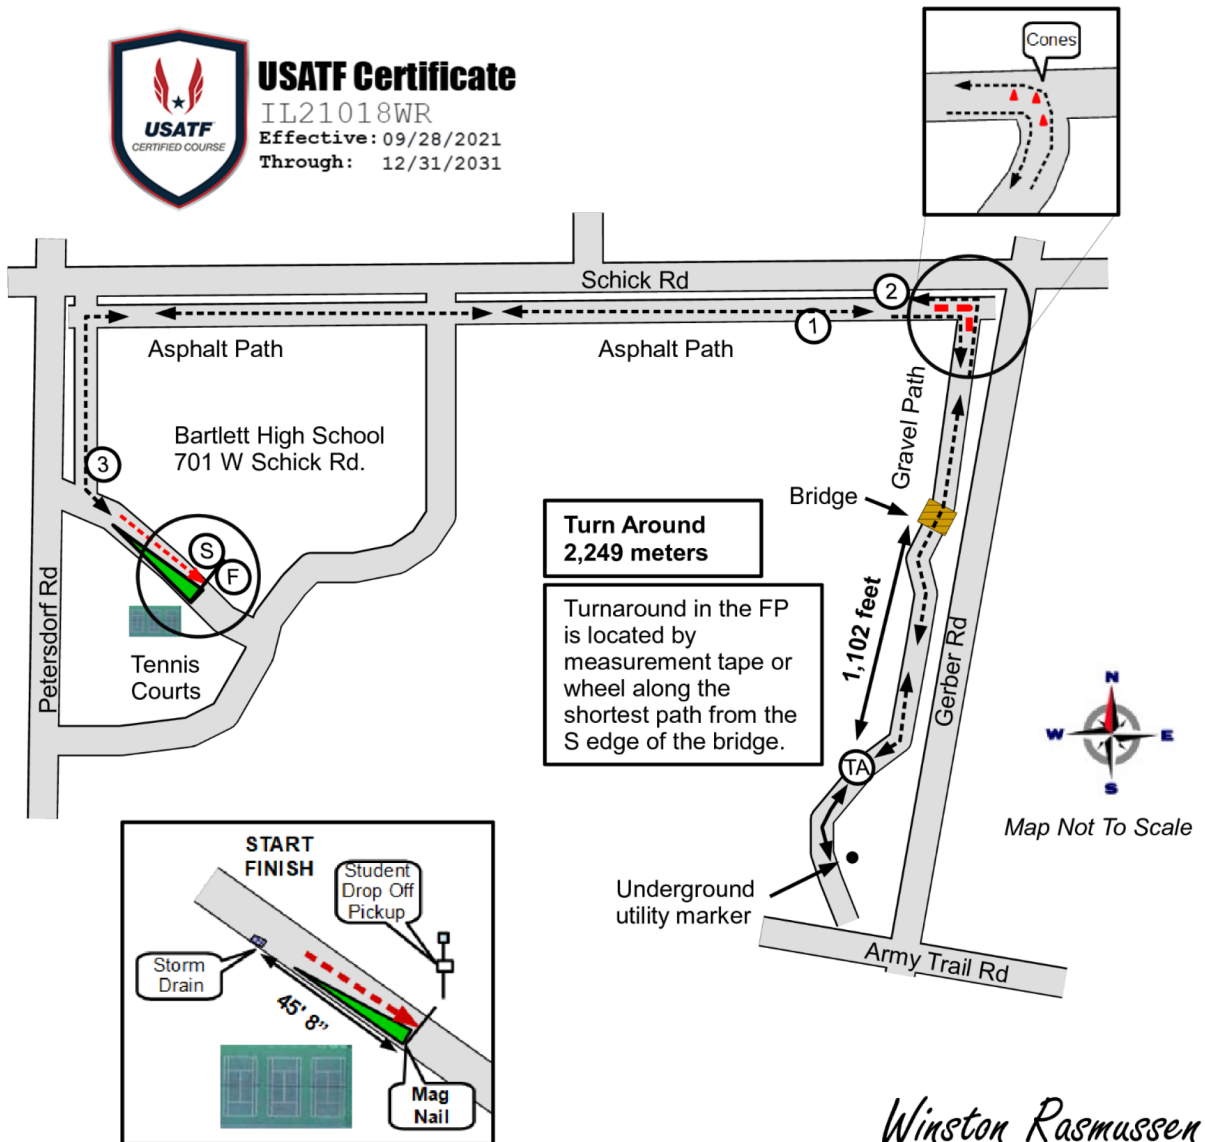 USATF
CERTIFIED COURSE
USATF Certificate
IL21018WR
Effective: 09/28/2021
Through: 12/31/2031
Cones
Schick Rd
2
1
Asphalt Path
Asphalt Path
Gravel Path
Bartlett High School
701 W Schick Rd.
3
Bridge
S
F
Turn Around
2,249 meters
Turnaround in the FP
is located by
measurement tape or
wheel along the
shortest path from the
S edge of the bridge.
1,102 feet
Petersdorf Rd
Gerber Rd
Tennis
Courts
TA
N
W
E
S
Map Not To Scale
START
FINISH
Student
Drop Off
Pickup
Storm
Drain
45' 8”
Mag
Nail
Underground
utility marker
Army Trail Rd
Winston Rasmussen